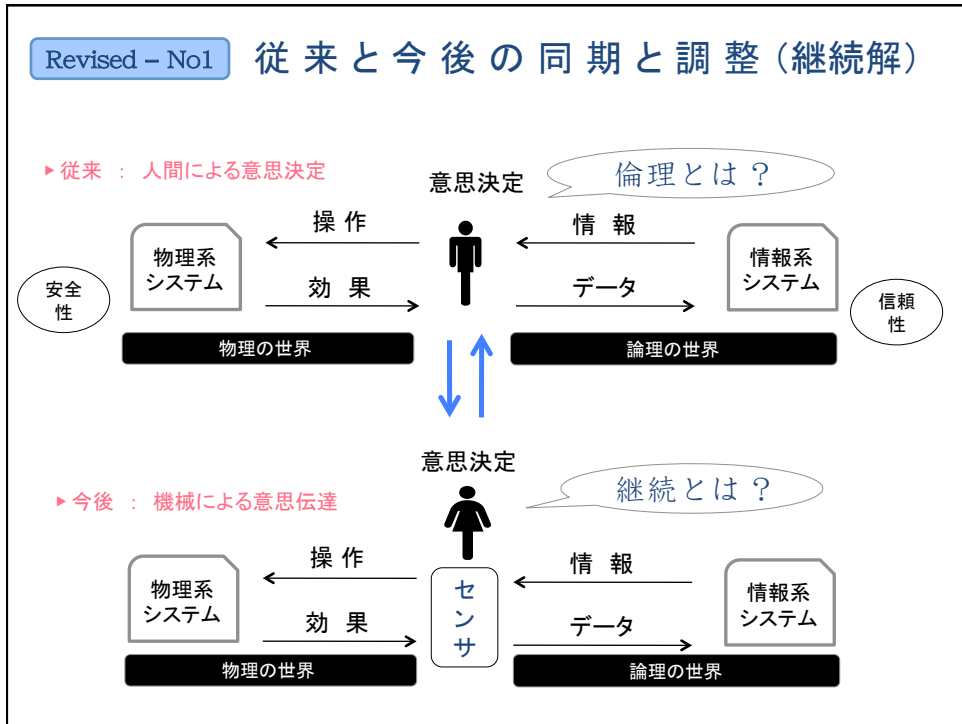 Revised – No1
従来と今後の同期と調整（継続解）
▶従来 ： 人間による意思決定
意思決定
倫理とは？
物理系
システム
操作
効果
情報
データ
情報系
システム
安全
性
信頼
性
物理の世界
論理の世界
意思決定
▶今後 ： 機械による意思伝達
継続とは？
物理系
システム
操作
効果
セ
ン
サ
情報
データ
情報系
システム
物理の世界
論理の世界